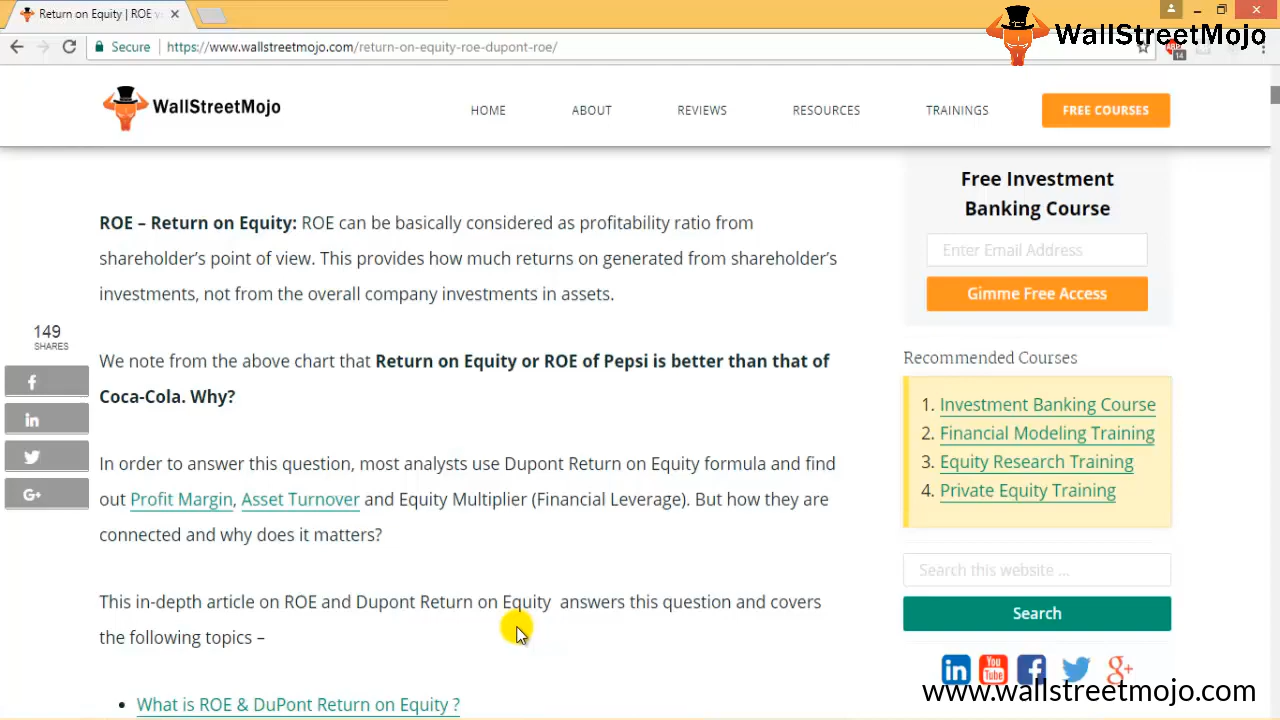 Return on Equity | ROE
WallStreetMojo
Secure
https://www.wallstreetmojo.com/return-on-equity-roe-dupont-roe/
14
WallStreetMojo
HOME
ABOUT
REVIEWS
RESOURCES
TRAININGS
FREE COURSES
ROE – Return on Equity: ROE can be basically considered as profitability ratio from
shareholder’s point of view. This provides how much returns on generated from shareholder’s
investments, not from the overall company investments in assets.
149
SHARES
We note from the above chart that Return on Equity or ROE of Pepsi is better than that of
Coca-Cola. Why?
In order to answer this question, most analysts use Dupont Return on Equity formula and find
out Profit Margin, Asset Turnover and Equity Multiplier (Financial Leverage). But how they are
connected and why does it matters?
This in-depth article on ROE and Dupont Return on Equity answers this question and covers
the following topics –
• What is ROE & DuPont Return on Equity ?
Free Investment
Banking Course
Enter Email Address
Gimme Free Access
Recommended Courses
1. Investment Banking Course
2. Financial Modeling Training
3. Equity Research Training
4. Private Equity Training
Search this website ...
Search
www.wallstreetmojo.com